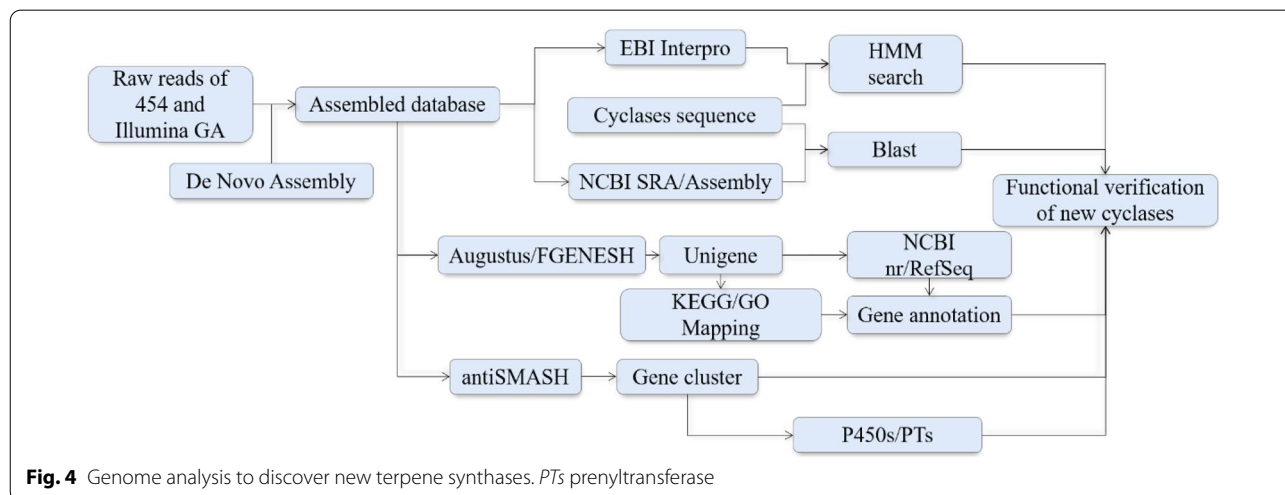 Raw reads of
454 and
Illumina GA
De Novo Assembly
Assembled database
EBI Interpro
Cyclases sequence
NCBI SRA/Assembly
HMM
search
Blast
Augustus/FGENESH
Unigene
NCBI
nr/RefSeq
KEGG/GO
Mapping
Gene annotation
antiSMASH
Gene cluster
P450s/PTs
Functional verification
of new cyclases
Fig. 4 Genome analysis to discover new terpene synthases. PTs prenyltransferase